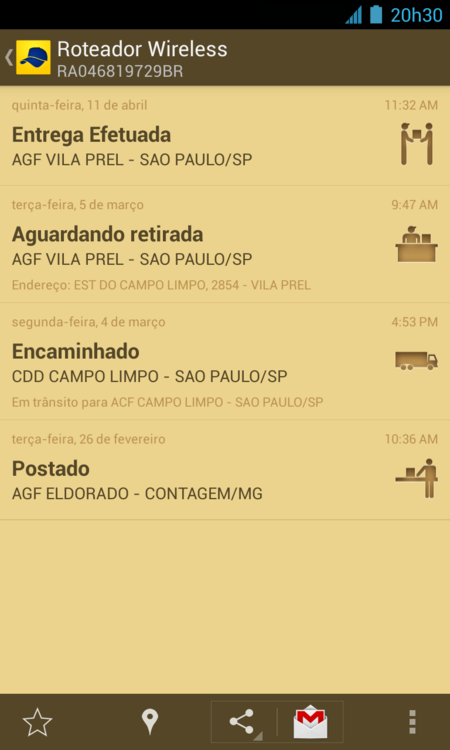 20h30
Roteador Wireless
RA046819729BR
quinta-feira, 11 de abril 11:32 AM
Entrega Efetuada
AGF VILA PREL - SAO PAULO/SP
terça-feira, 5 de março 9:47 AM
Aguardando retirada
AGF VILA PREL - SAO PAULO/SP
Endereço: EST DO CAMPO LIMPO, 2854 - VILA PREL
segunda-feira, 4 de março 4:53 PM
Encaminhado
CDD CAMPO LIMPO - SAO PAULO/SP
Em trânsito para ACF CAMPO LIMPO - SAO PAULO/SP
terça-feira, 26 de fevereiro 10:36 AM
Postado
AGF ELDORADO - CONTAGEM/MG